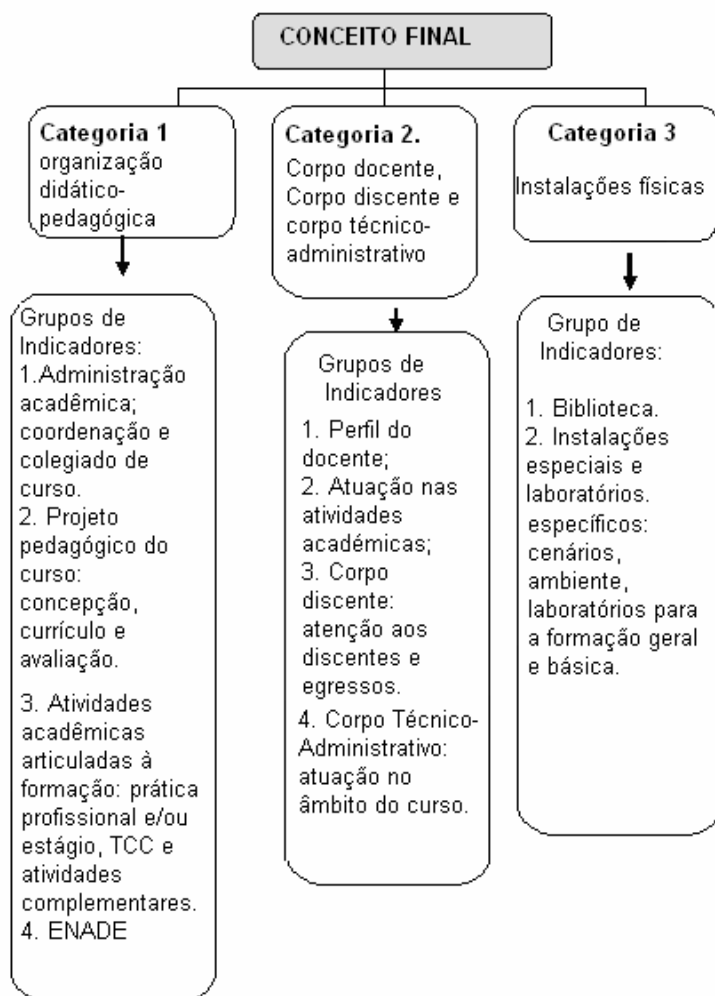 CONCEITO FINAL
Categoria 1
organização
didático-
pedagógica
Categoria 2.
Corpo docente,
Corpo discente e
corpo técnico-
administrativo
Categoria 3
Instalações físicas
Grupos de
Indicadores:
1.Administração
acadêmica;
coordenação e
colegiado de
curso.
2. Projeto
pedagógico do
curso:
concepção,
currículo e
avaliação.
3. Atividades
acadêmicas
articuladas à
formação: prática
profissional e/ou
estágio, TCC e
atividades
complementares.
4. ENADE
Grupos de
Indicadores
1. Perfil do
docente;
2. Atuação nas
atividades
académicas;
3. Corpo
discente:
atenção aos
discentes e
egressos.
4. Corpo Técnico-
Administrativo:
atuação no
âmbito do curso.
Grupo de
Indicadores:
1. Biblioteca.
2. Instalações
especiais e
laboratórios.
específicos:
cenários,
ambiente,
laboratórios para
a formação geral
e básica.